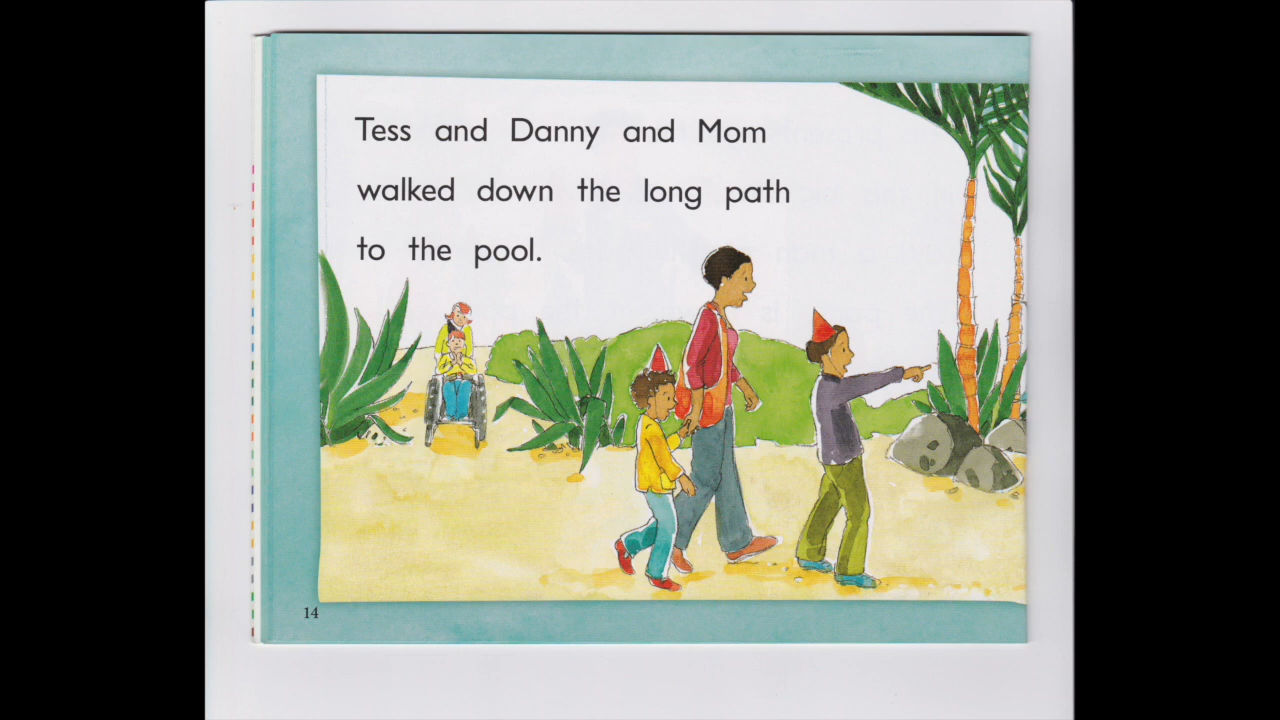 Tess and Danny and Mom
walked down the long path
to the pool.
14